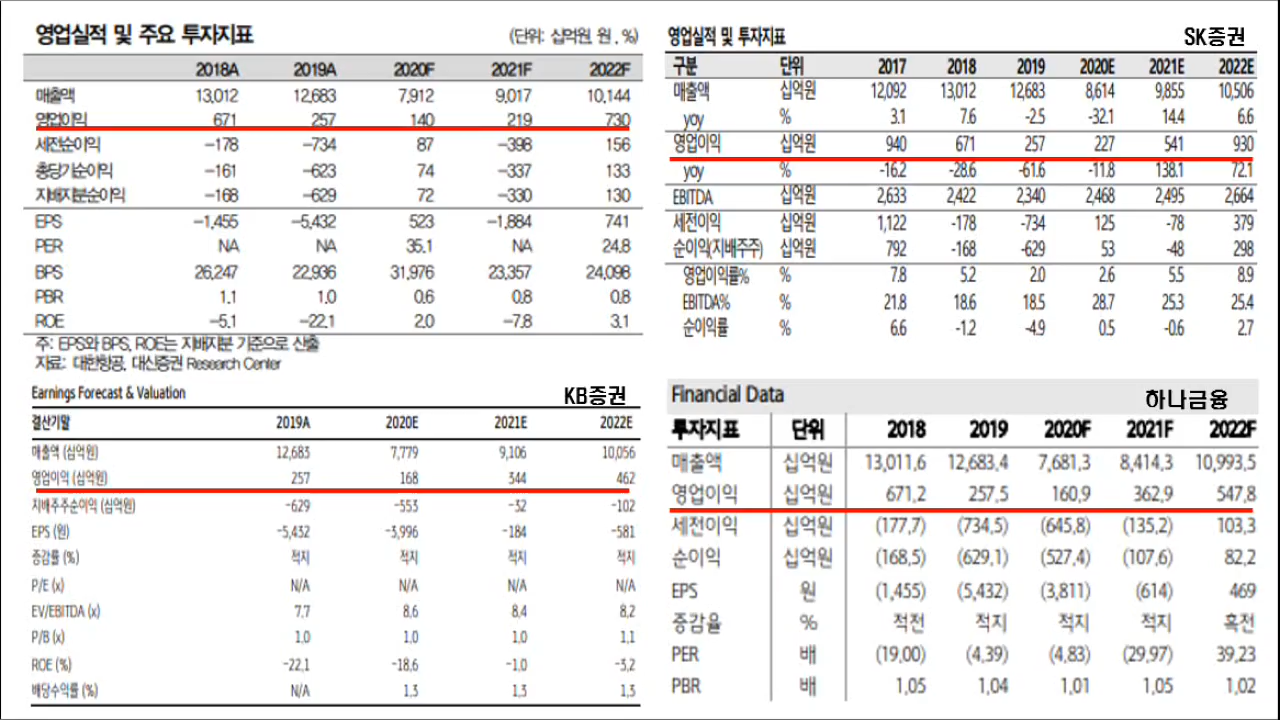 영업실적 및 주요 투자지표 (단위: 십억원, 원, %)
2018A 2019A 2020F 2021F 2022F
매출액 13,012 12,683 7,912 9,017 10,144
영업이익 671 257 140 219 730
세전순이익 -178 -734 87 -398 156
총당기순이익 -161 -623 74 -337 133
지배지분순이익 -168 -629 72 -330 130
EPS -1,455 -5,432 523 -1,884 741
PER NA NA 35.1 NA 24.8
BPS 26,247 22,936 31,976 23,357 24,098
PBR 1.1 1.0 0.6 0.8 0.8
ROE -5.1 -22.1 2.0 -7.8 3.1
주: EPS와 BPS, ROE는 지배지분 기준으로 산출
자료: 대한항공, 대신증권 Research Center
영업실적 및 투자지표 SK증권
구분 단위 2017 2018 2019 2020E 2021E 2022E
매출액 십억원 12,092 13,012 12,683 8,614 9,855 10,506
yoy % 3.1 7.6 -2.5 -32.1 14.4 6.6
영업이익 십억원 940 671 257 227 541 930
yoy % -16.2 -28.6 -61.6 -11.8 138.1 72.1
EBITDA 십억원 2,633 2,422 2,340 2,468 2,495 2,664
세전이익 십억원 1,122 -178 -734 125 -78 379
순이익(지배주주) 십억원 792 -168 -629 53 -48 298
영업이익률% % 7.8 5.2 2.0 2.6 5.5 8.9
EBITDA% % 21.8 18.6 18.5 28.7 25.3 25.4
순이익률 % 6.6 -1.2 -4.9 0.5 -0.6 2.7
Earnings Forecast & Valuation KB증권
결산기말 2019A 2020E 2021E 2022E
매출액 (십억원) 12,683 7,779 9,106 10,056
영업이익 (십억원) 257 168 344 462
지배주주순이익 (십억원) -629 -553 -32 -102
EPS (원) -5,432 -3,996 -184 -581
증감률 (%) 적지 적지 적지 적지
P/E (x) N/A N/A N/A N/A
EV/EBITDA (x) 7.7 8.6 8.4 8.2
P/B (x) 1.0 1.0 1.0 1.1
ROE (%) -22.1 -18.6 -1.0 -3.2
배당수익률 (%) N/A 1.3 1.3 1.3
Financial Data 하나금융
투자지표 단위 2018 2019 2020F 2021F 2022F
매출액 십억원 13,011.6 12,683.4 7,681.3 8,414.3 10,993.5
영업이익 십억원 671.2 257.5 160.9 362.9 547.8
세전이익 십억원 (177.7) (734.5) (645.8) (135.2) 103.3
순이익 십억원 (168.5) (629.1) (527.4) (107.6) 82.2
EPS 원 (1,455) (5,432) (3,811) (614) 469
증감율 % 적전 적지 적지 적지 흑전
PER 배 (19.00) (4.39) (4.83) (29.97) 39.23
PBR 배 1.05 1.04 1.01 1.05 1.02